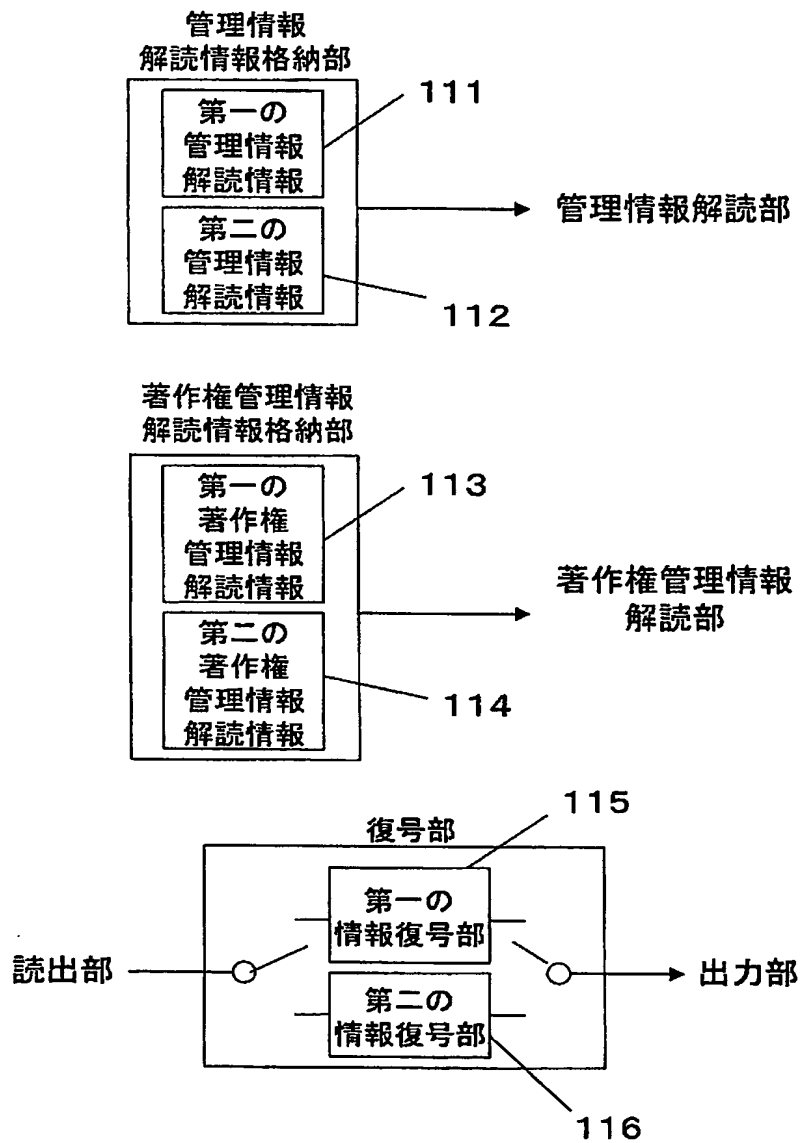 管理情報
解読情報格納部
第一の
管理情報
解読情報
111
管理情報解読部
第二の
管理情報
解読情報
112
著作権管理情報
解読情報格納部
第一の
著作権
管理情報
解読情報
113
著作権管理情報
解読部
第二の
著作権
管理情報
解読情報
114
復号部
115
第一の
情報復号部
読出部
出力部
第二の
情報復号部
116